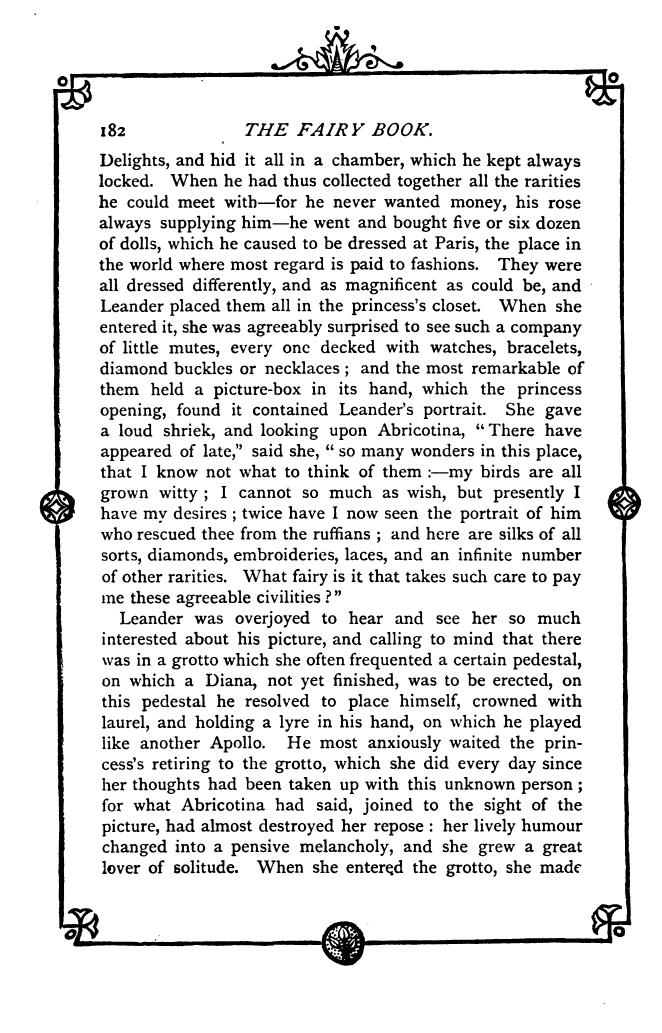 182 THE FAIRY BOOK.
Delights, and hid it all in a chamber, which he kept always
locked. When he had thus collected together all the rarities
he could meet with—for he never wanted money, his rose
always supplying him—he went and bought five or six dozen
of dolls, which he caused to be dressed at Paris, the place in
the world where most regard is paid to fashions. They were
all dressed differently, and as magnificent as could be, and
Leander placed them all in the princess's closet. When she
entered it, she was agreeably surprised to see such a company
of little mutes, every one decked with watches, bracelets,
diamond buckles or necklaces ; and the most remarkable of
them held a picture-box in its hand, which the princess
opening, found it contained Leander's portrait. She gave
a loud shriek, and looking upon Abricotina, “ There have
appeared of late,” said she, “ so many wonders in this place,
that I know not what to think of them :—my birds are all
grown witty ; I cannot so much as wish, but presently I
have my desires ; twice have I now seen the portrait of him
who rescued thee from the ruffians ; and here are silks of all
sorts, diamonds, embroideries, laces, and an infinite number
of other rarities. What fairy is it that takes such care to pay
me these agreeable civilities ?”
Leander was overjoyed to hear and see her so much
interested about his picture, and calling to mind that there
was in a grotto which she often frequented a certain pedestal,
on which a Diana, not yet finished, was to be erected, on
this pedestal he resolved to place himself, crowned with
laurel, and holding a lyre in his hand, on which he played
like another Apollo. He most anxiously waited the prin-
cess's retiring to the grotto, which she did every day since
her thoughts had been taken up with this unknown person ;
for what Abricotina had said, joined to the sight of the
picture, had almost destroyed her repose : her lively humour
changed into a pensive melancholy, and she grew a great
lover of solitude. When she entered the grotto, she made